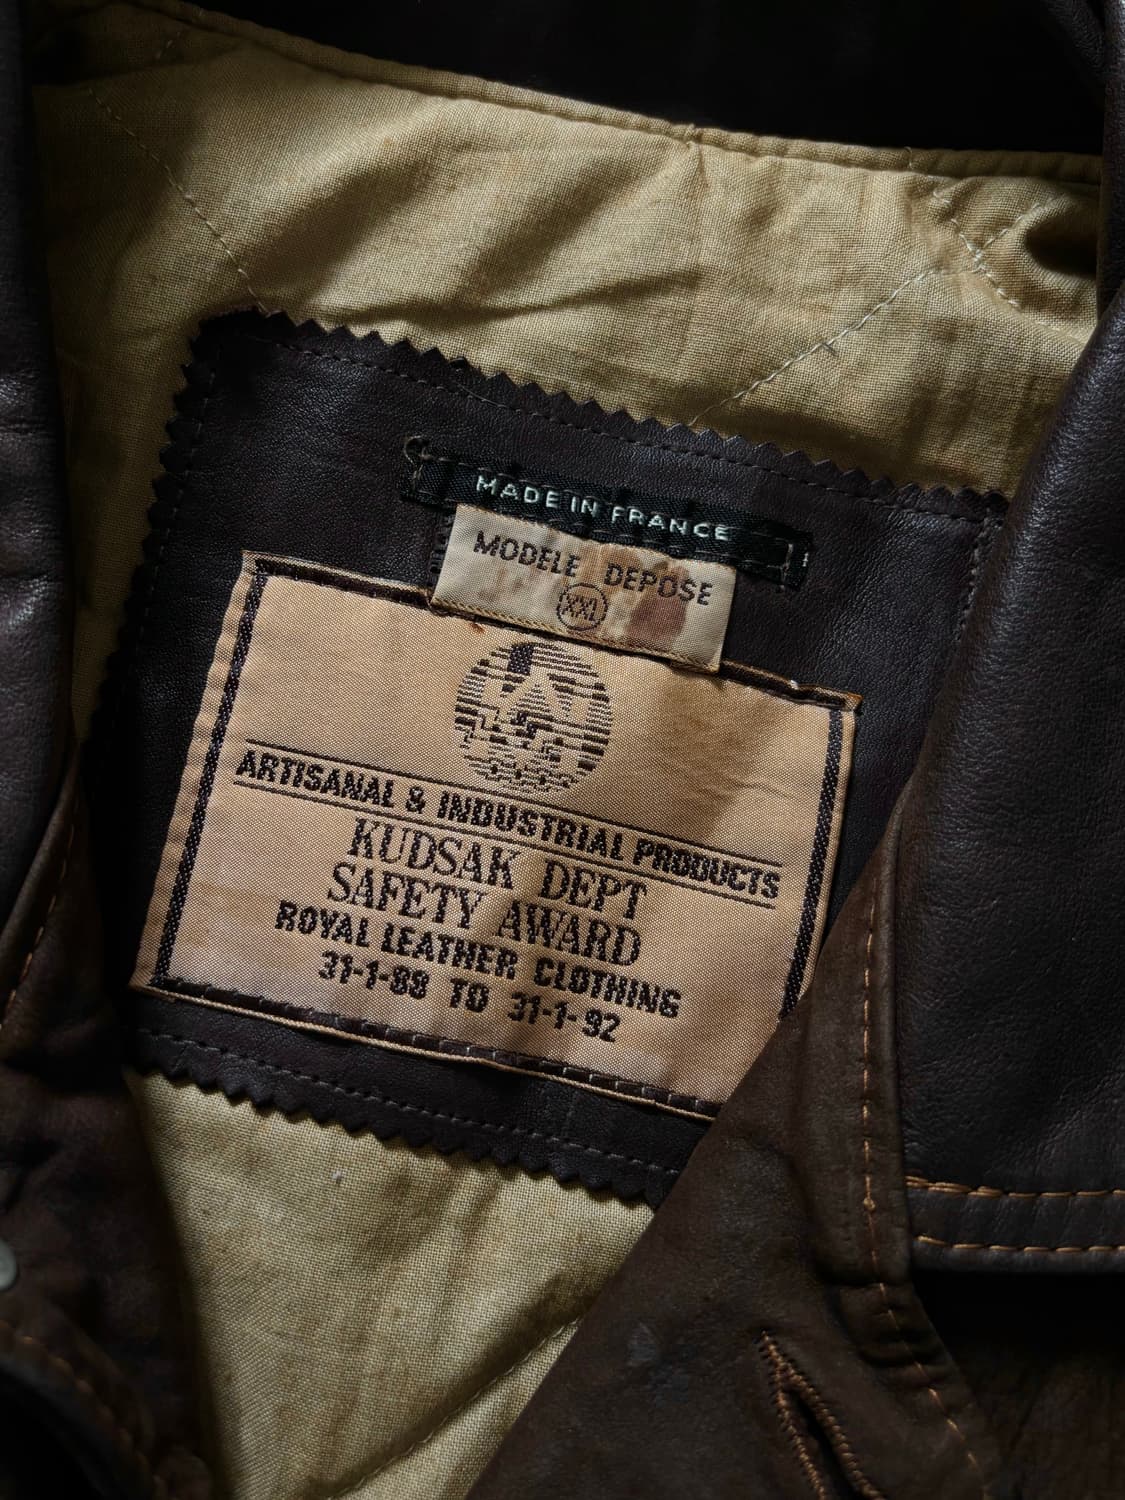 MADE IN FRANCE
MODELE DEPOSE
XXL
ARTISANAL & INDUSTRIAL PRODUCTS
KUDSAK DEPT
SAFETY AWARD
ROYAL LEATHER CLOTHING
31-1-88 TO 31-1-92